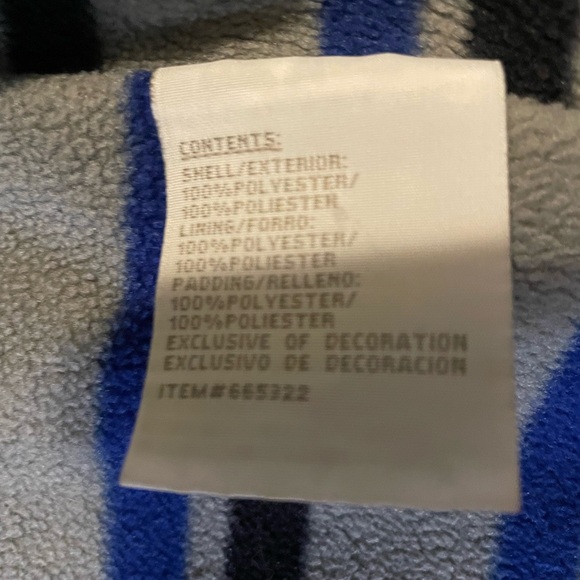 CONTENTS:
SHELL/EXTERIOR:
100%POLYESTER/
100%POLIESTER
LINING/FORRO:
100%POLYESTER/
100%POLIESTER
PADDING/RELLENO:
100%POLYESTER/
100%POLIESTER
EXCLUSIVE OF DECORATION
EXCLUSIVO DE DECORACION
ITEM#665322